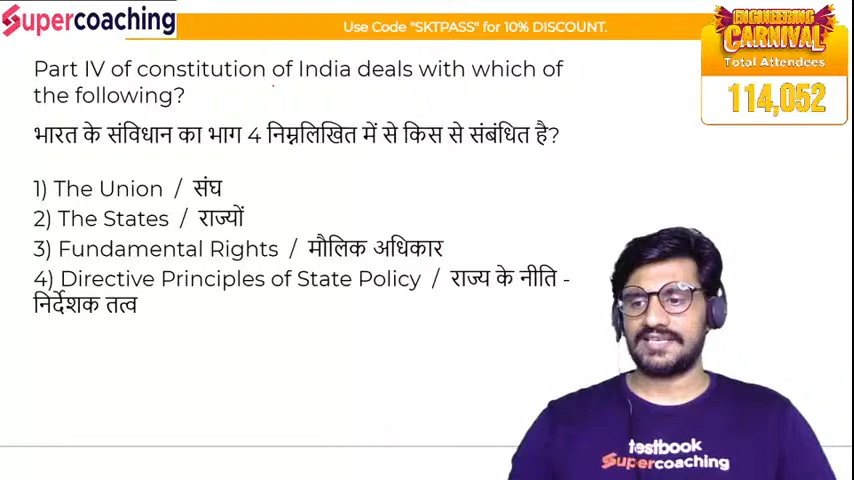 Supercoaching
Use Code "SKTPASS" for 10% DISCOUNT.
ENGINEERING
CARNIVAL
Total Attendees
114,052
Part IV of constitution of India deals with which of
the following?
भारत के संविधान का भाग 4 निम्नलिखित में से किस से संबंधित है?
1) The Union / संघ
2) The States / राज्यों
3) Fundamental Rights / मौलिक अधिकार
4) Directive Principles of State Policy / राज्य के नीति -
निर्देशक तत्व
testbook
Supercoaching